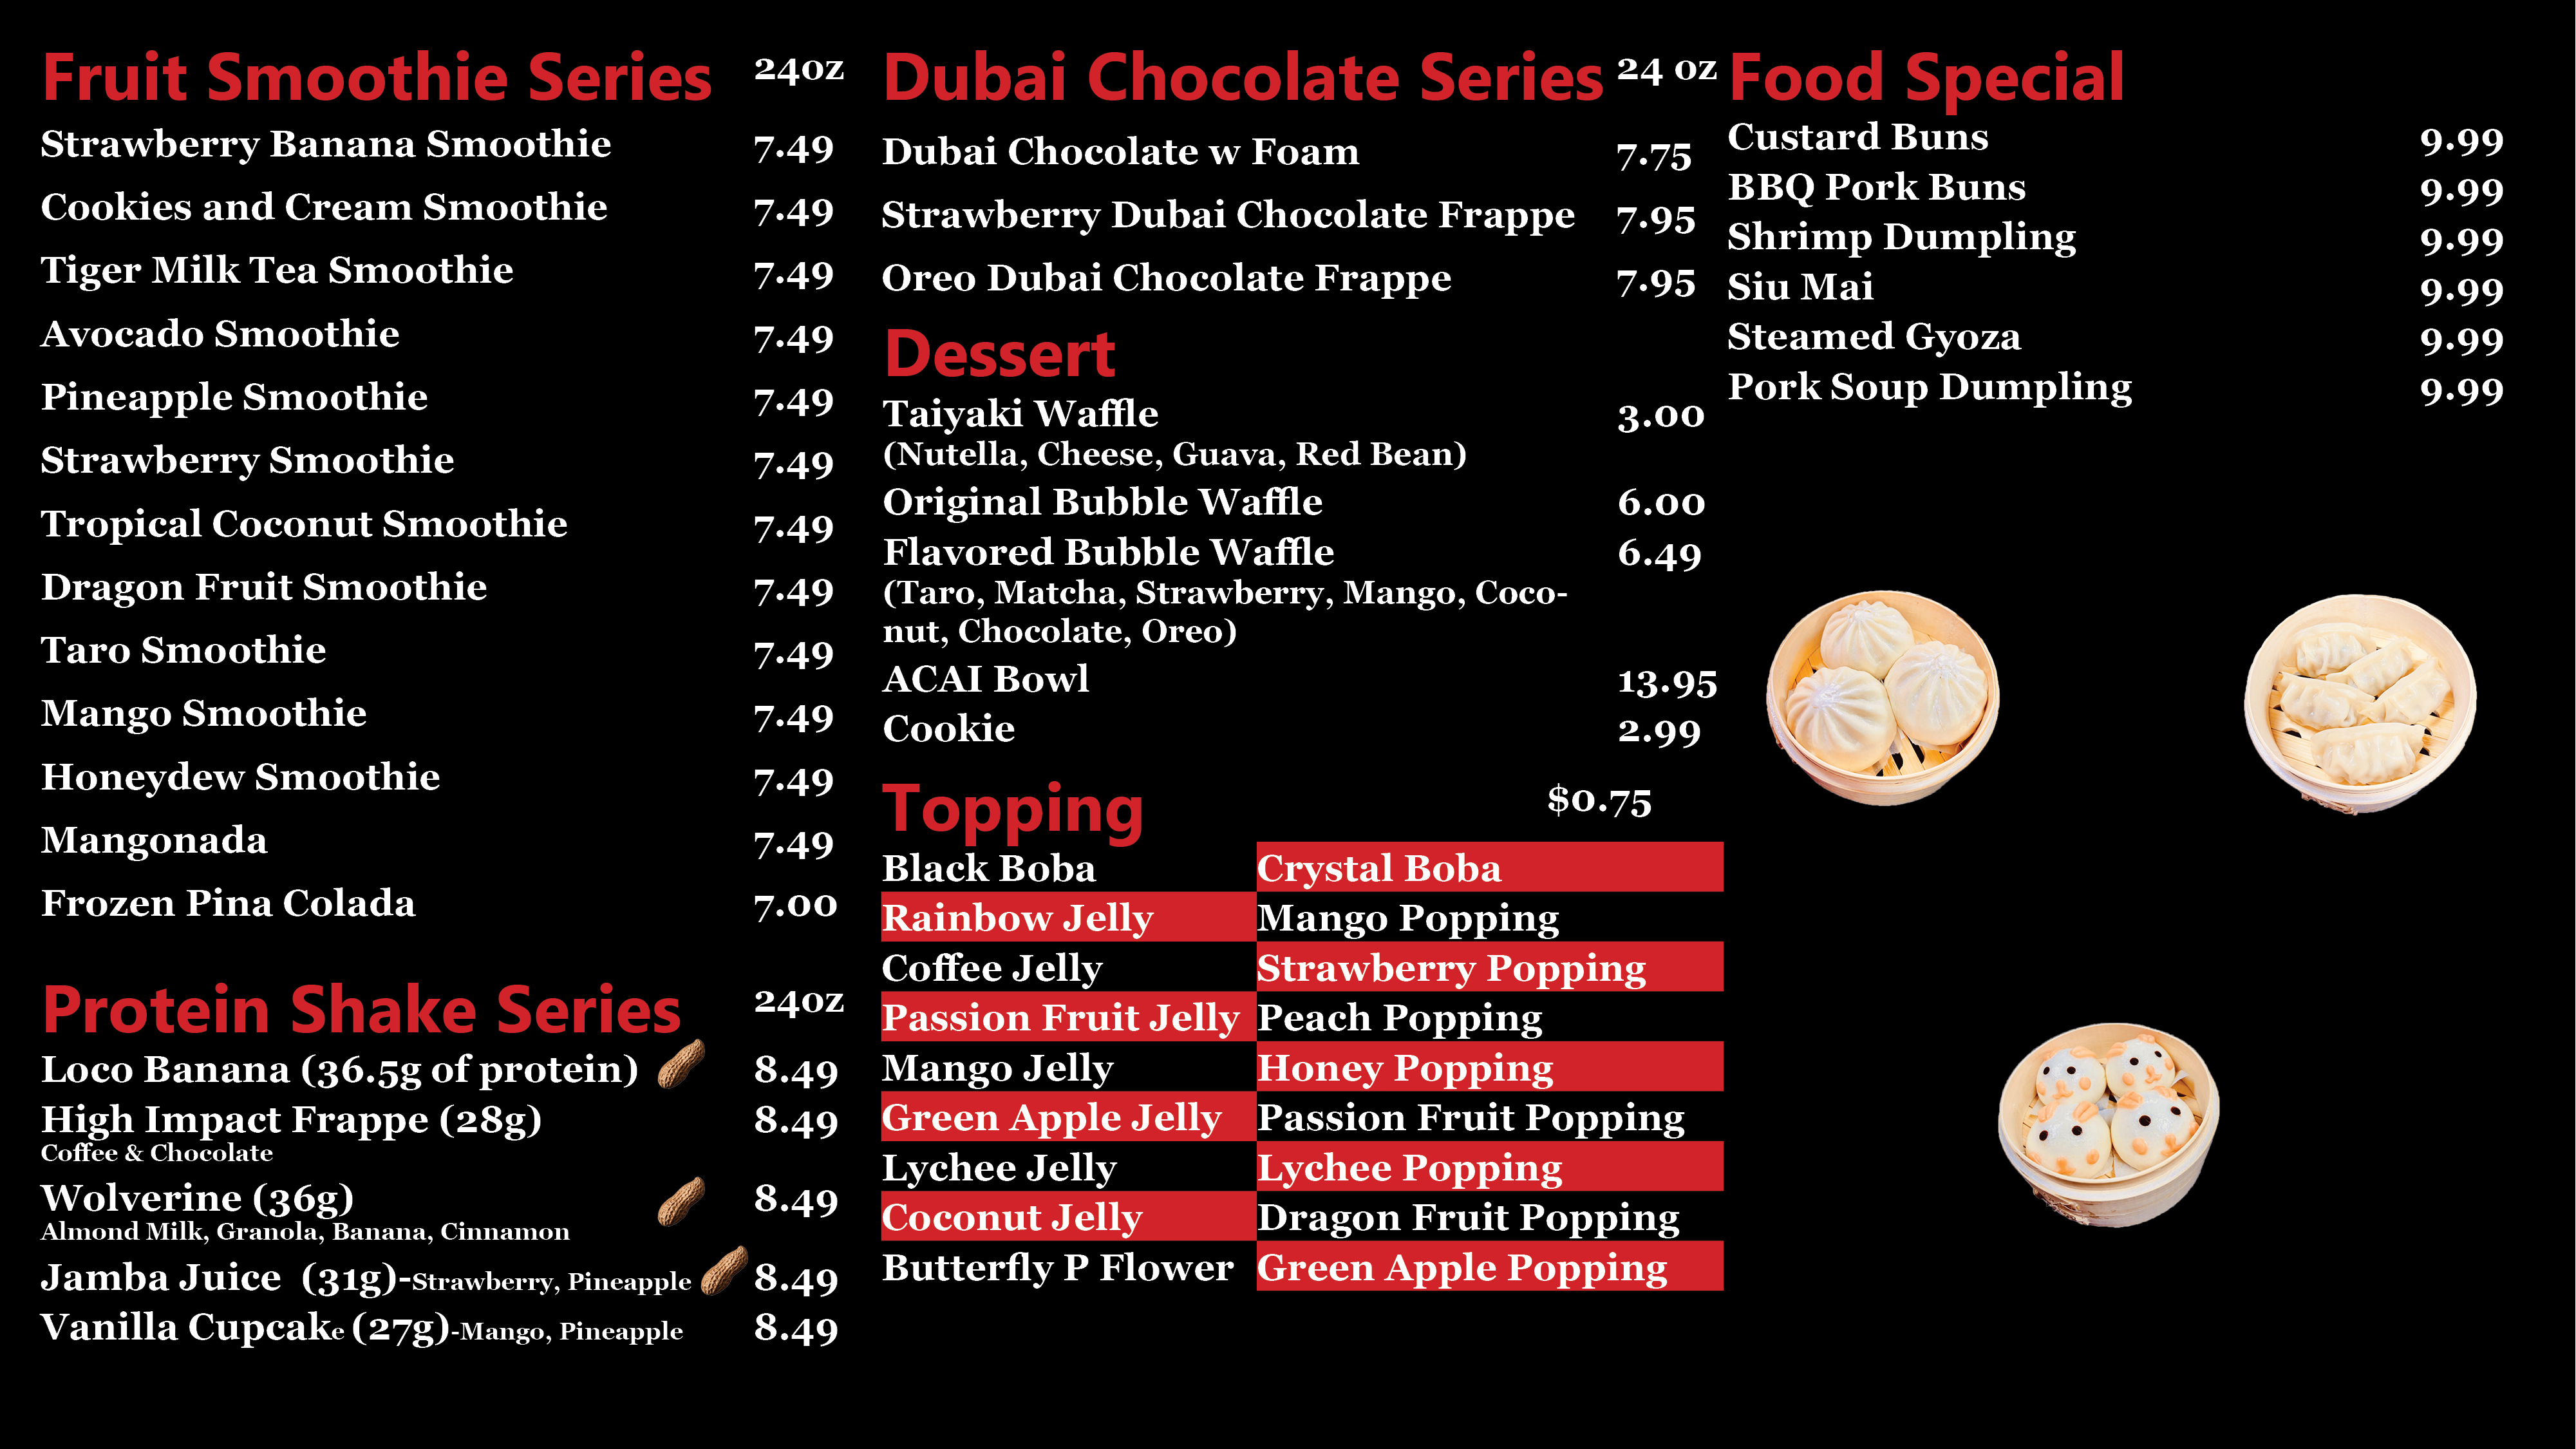 Fruit Smoothie Series 24oz
Strawberry Banana Smoothie 7.49
Cookies and Cream Smoothie 7.49
Tiger Milk Tea Smoothie 7.49
Avocado Smoothie 7.49
Pineapple Smoothie 7.49
Strawberry Smoothie 7.49
Tropical Coconut Smoothie 7.49
Dragon Fruit Smoothie 7.49
Taro Smoothie 7.49
Mango Smoothie 7.49
Honeydew Smoothie 7.49
Mangonada 7.49
Frozen Pina Colada 7.00
Protein Shake Series 24oz
Loco Banana (36.5g of protein) 8.49
High Impact Frappe (28g) 8.49
Coffee & Chocolate
Wolverine (36g) 8.49
Almond Milk, Granola, Banana, Cinnamon
Jamba Juice (31g)-Strawberry, Pineapple 8.49
Vanilla Cupcake (27g)-Mango, Pineapple 8.49
Dubai Chocolate Series 24 oz
Dubai Chocolate w Foam 7.75
Strawberry Dubai Chocolate Frappe 7.95
Oreo Dubai Chocolate Frappe 7.95
Dessert
Taiyaki Waffle 3.00
(Nutella, Cheese, Guava, Red Bean)
Original Bubble Waffle 6.00
Flavored Bubble Waffle 6.49
(Taro, Matcha, Strawberry, Mango, Coco-
nut, Chocolate, Oreo)
ACAI Bowl 13.95
Cookie 2.99
Topping $0.75
Black Boba Crystal Boba
Rainbow Jelly Mango Popping
Coffee Jelly Strawberry Popping
Passion Fruit Jelly Peach Popping
Mango Jelly Honey Popping
Green Apple Jelly Passion Fruit Popping
Lychee Jelly Lychee Popping
Coconut Jelly Dragon Fruit Popping
Butterfly P Flower Green Apple Popping
Food Special
Custard Buns 9.99
BBQ Pork Buns 9.99
Shrimp Dumpling 9.99
Siu Mai 9.99
Steamed Gyoza 9.99
Pork Soup Dumpling 9.99